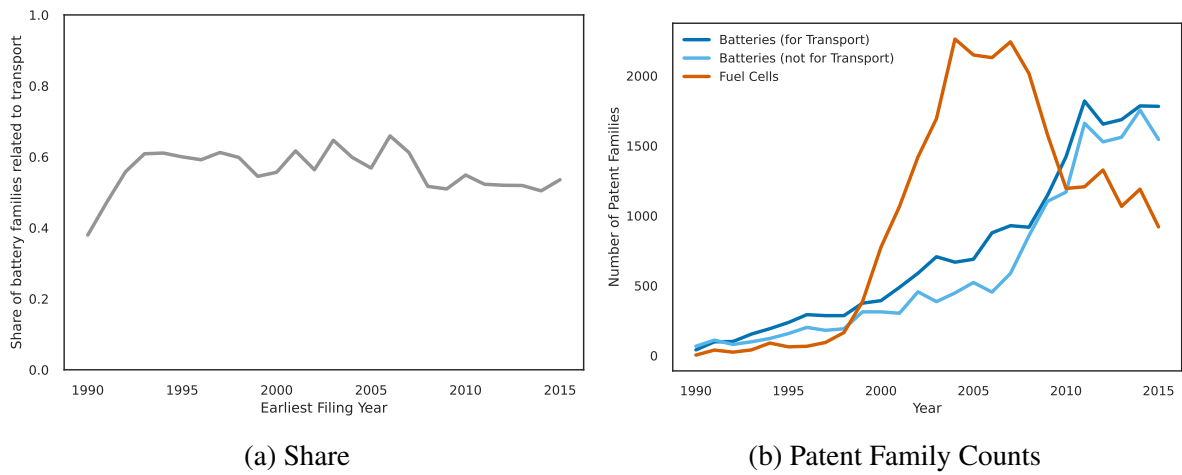 Share of battery families related to transport
1.0
0.8
0.6
0.4
0.2
0.0
1990 1995 2000 2005 2010 2015
Earliest Filing Year
(a) Share
Number of Patent Families
Batteries (for Transport)
Batteries (not for Transport)
Fuel Cells
2000
1500
1000
500
0
1990 1995 2000 2005 2010 2015
Year
(b) Patent Family Counts